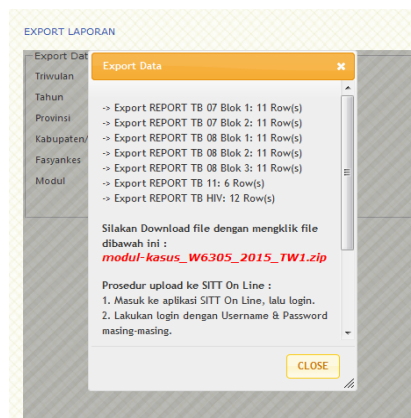 EXPORT LAPORAN
Export Dat
Export Data
Triwulan
Tahun
Provinsi
Kabupaten/
Fasyankes
Modul
-> Export REPORT TB 07 Blok 1: 11 Row(s)
-> Export REPORT TB 07 Blok 2: 11 Row(s)
-> Export REPORT TB 08 Blok 1: 11 Row(s)
-> Export REPORT TB 08 Blok 2: 11 Row(s)
-> Export REPORT TB 08 Blok 3: 11 Row(s)
-> Export REPORT TB 11: 6 Row(s)
-> Export REPORT TB HIV: 12 Row(s)
Silakan Download file dengan mengklik file
dibawah ini :
modul-kasus_W6305_2015_TW1.zip
Prosedur upload ke SITT On Line :
1. Masuk ke aplikasi SITT On Line, lalu login.
2. Lakukan login dengan Username & Password
masing-masing.
CLOSE